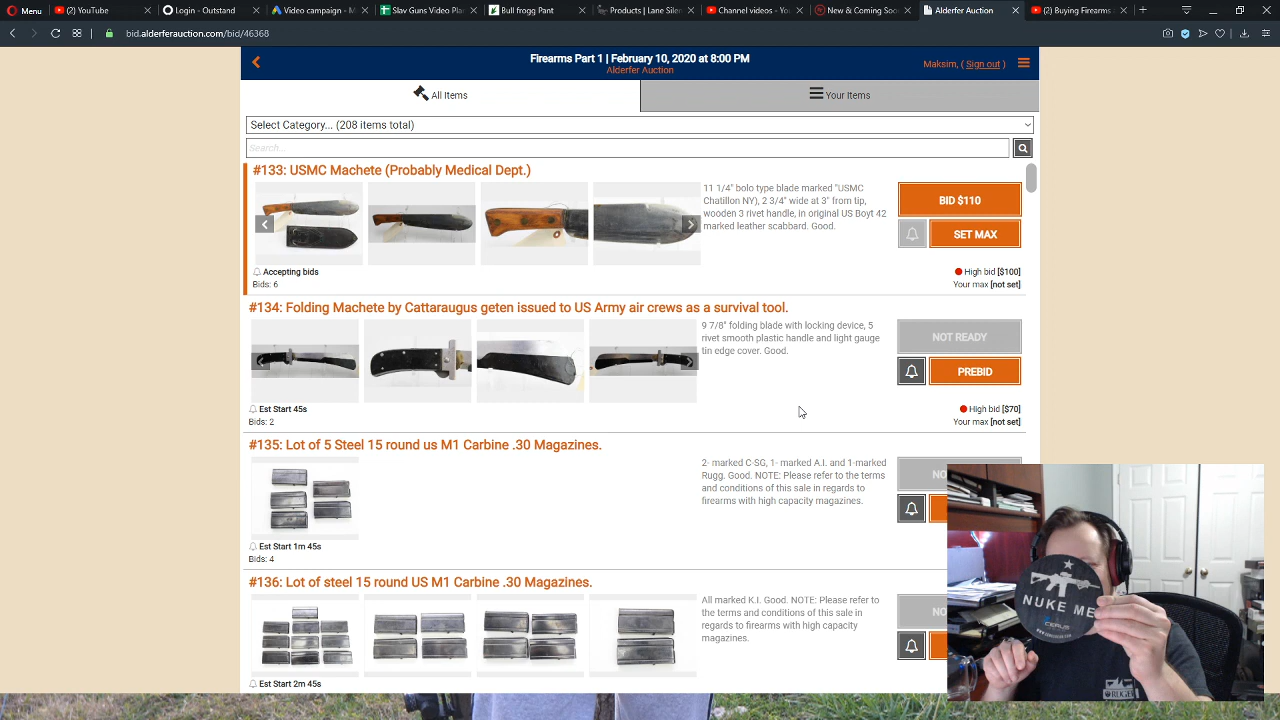 Menu
(2) YouTube
Login - Outstand
Video campaign - M
Slav Guns Video Plan
Bull frogg Pant
Products | Lane Silen
Channel videos - You
New & Coming Soo
Alderfer Auction
(2) Buying Firearms
bid.alderferauction.com/bid/46368
Firearms Part 1 | February 10, 2020 at 8:00 PM
Alderfer Auction
Maksim, ( Sign out )
All Items
Your Items
Select Category... (208 items total)
Search...
#133: USMC Machete (Probably Medical Dept.)
11 1/4" bolo type blade marked "USMC
Chatillon NY), 2 3/4" wide at 3" from tip,
wooden 3 rivet handle, in original US Boyt 42
marked leather scabbard. Good.
BID $110
SET MAX
Accepting bids
Bids: 6
High bid [$100]
Your max [not set]
#134: Folding Machete by Cattaraugus geten issued to US Army air crews as a survival tool.
9 7/8" folding blade with locking device, 5
rivet smooth plastic handle and light gauge
tin edge cover. Good.
NOT READY
PREBID
Est Start 45s
Bids: 2
High bid [$70]
Your max [not set]
#135: Lot of 5 Steel 15 round us M1 Carbine .30 Magazines.
2- marked C-SG, 1- marked A.I. and 1-marked
Rugg. Good. NOTE: Please refer to the terms
and conditions of this sale in regards to
firearms with high capacity magazines.
NO
Est Start 1m 45s
Bids: 4
#136: Lot of steel 15 round US M1 Carbine .30 Magazines.
All marked K.I. Good. NOTE: Please refer to
the terms and conditions of this sale in
regards to firearms with high capacity
magazines.
NO
Est Start 2m 45s
NUKE ME
RUGER